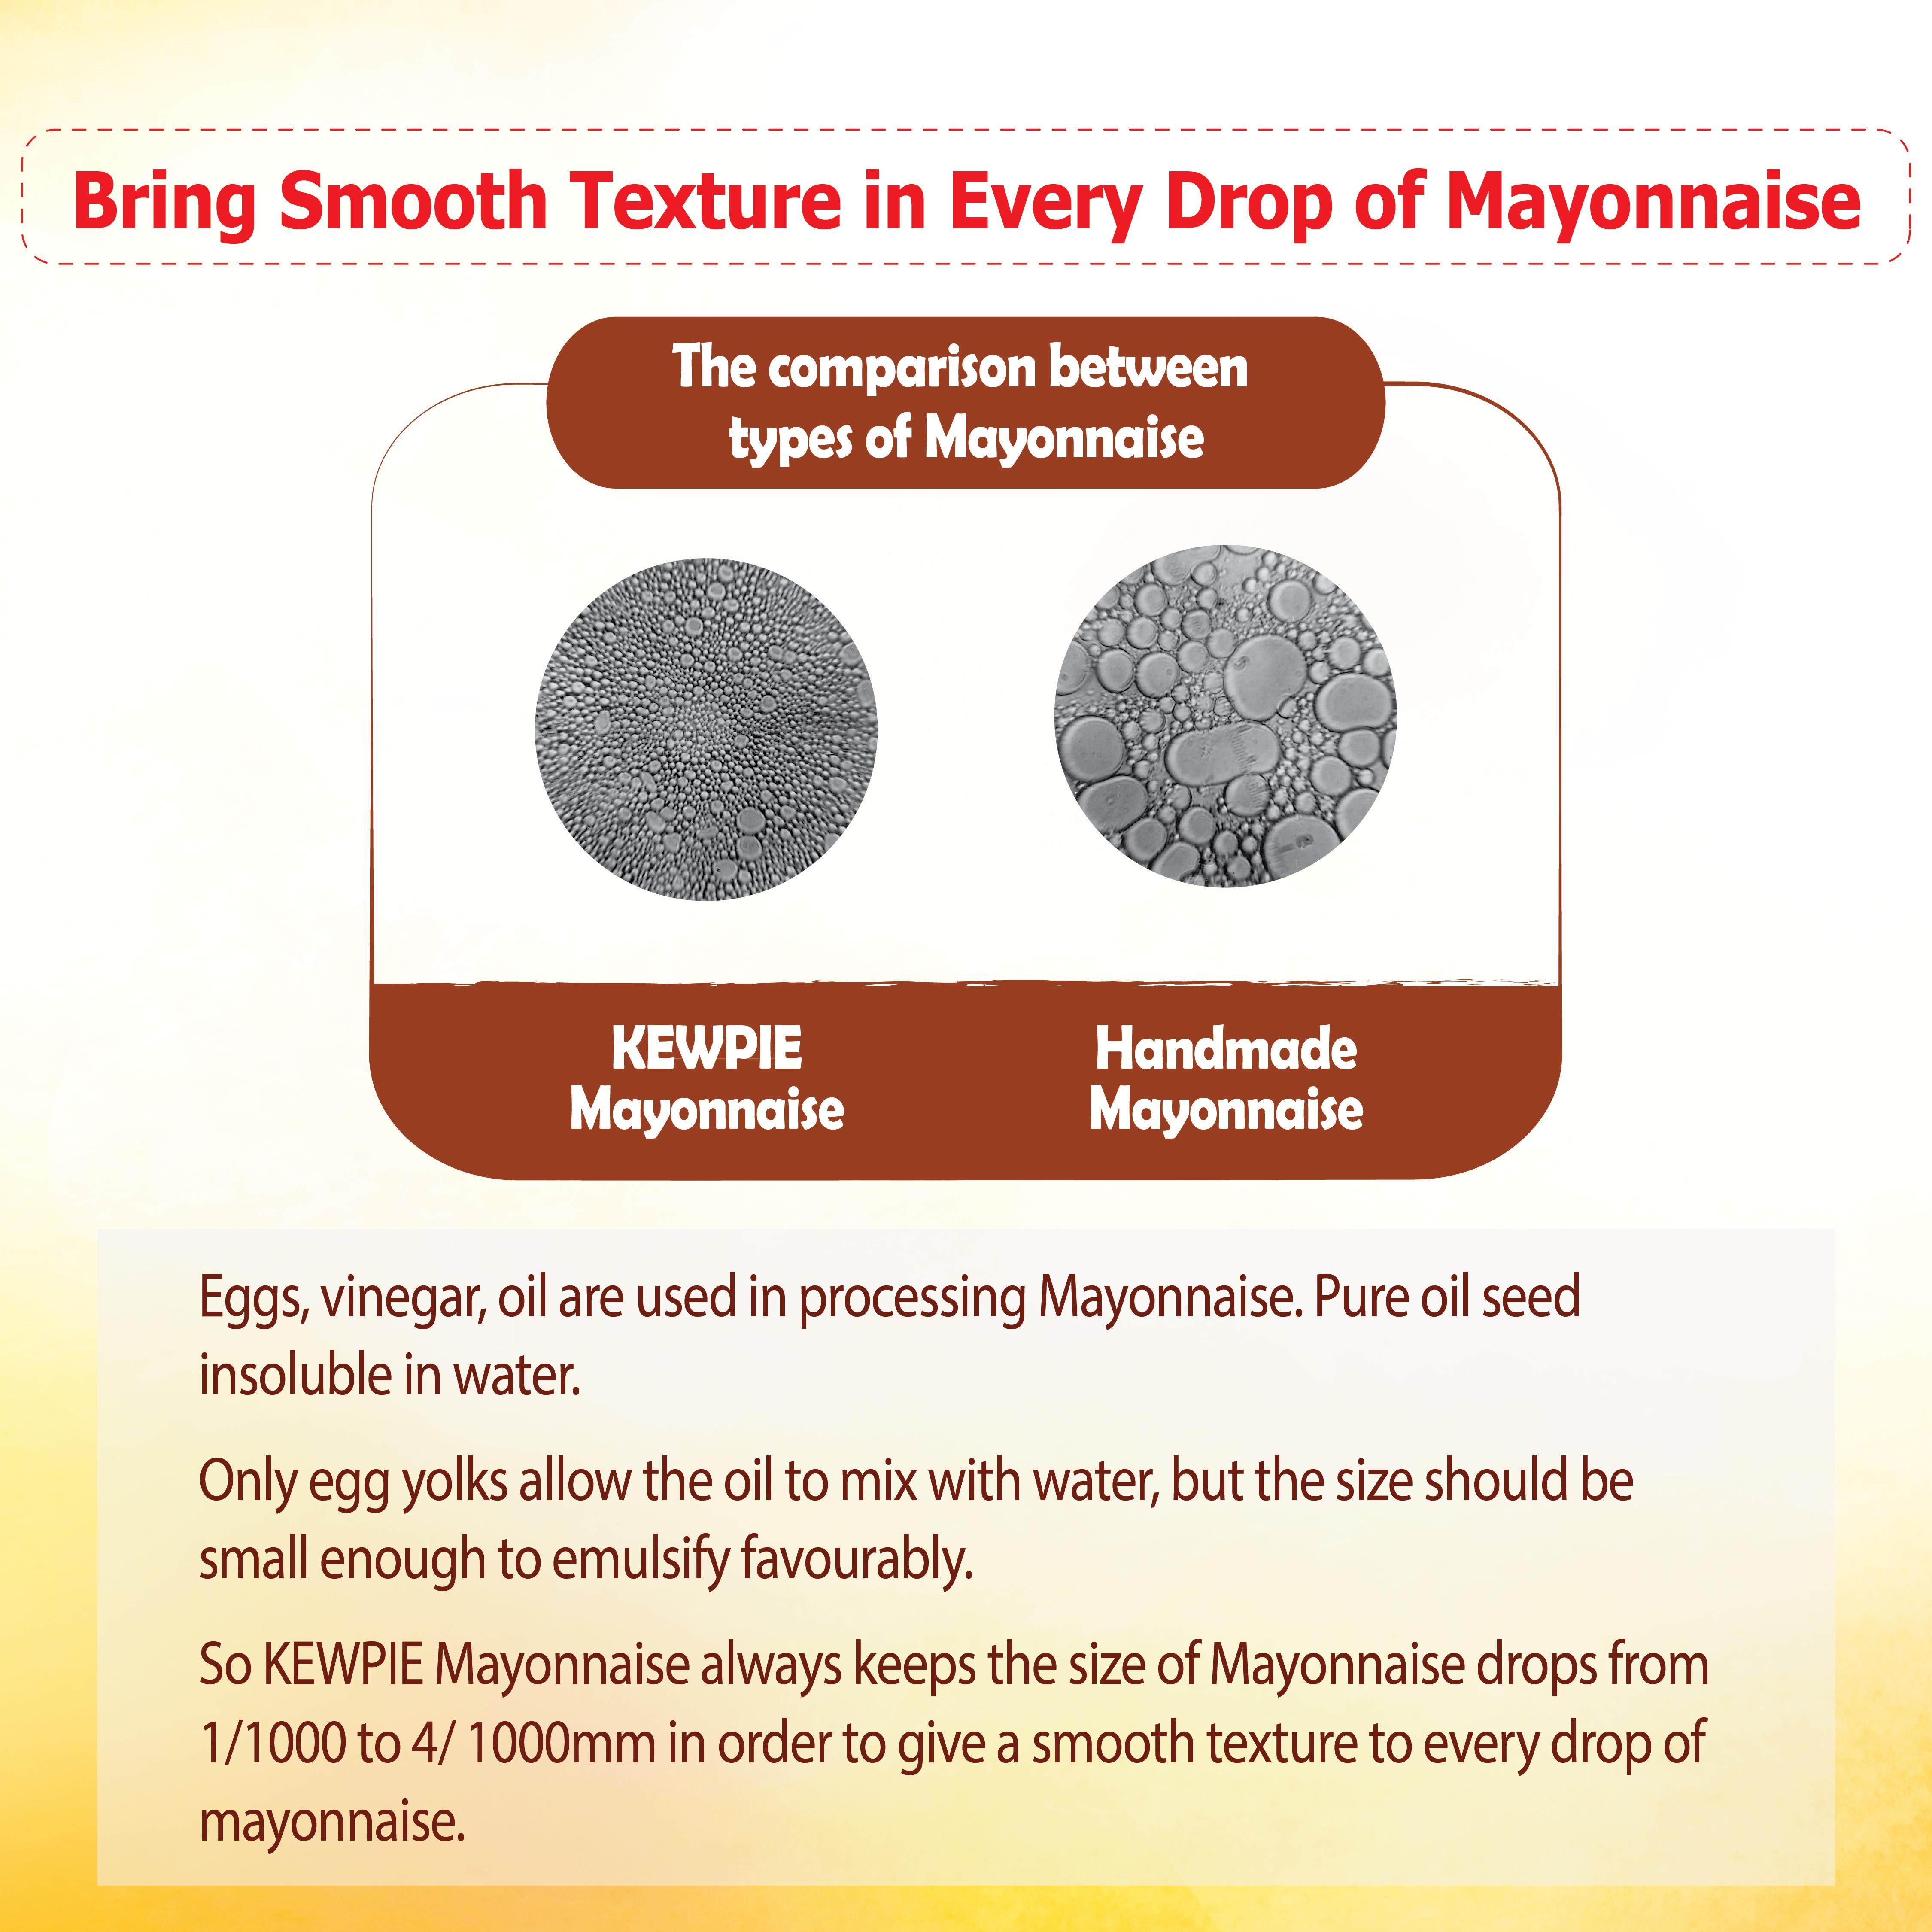 Bring Smooth Texture in Every Drop of Mayonnaise
The comparison between
types of Mayonnaise
KEWPIE
Mayonnaise
Handmade
Mayonnaise
Eggs, vinegar, oil are used in processing Mayonnaise. Pure oil seed
insoluble in water.
Only egg yolks allow the oil to mix with water, but the size should be
small enough to emulsify favourably.
So KEWPIE Mayonnaise always keeps the size of Mayonnaise drops from
1/1000 to 4/ 1000mm in order to give a smooth texture to every drop of
mayonnaise.